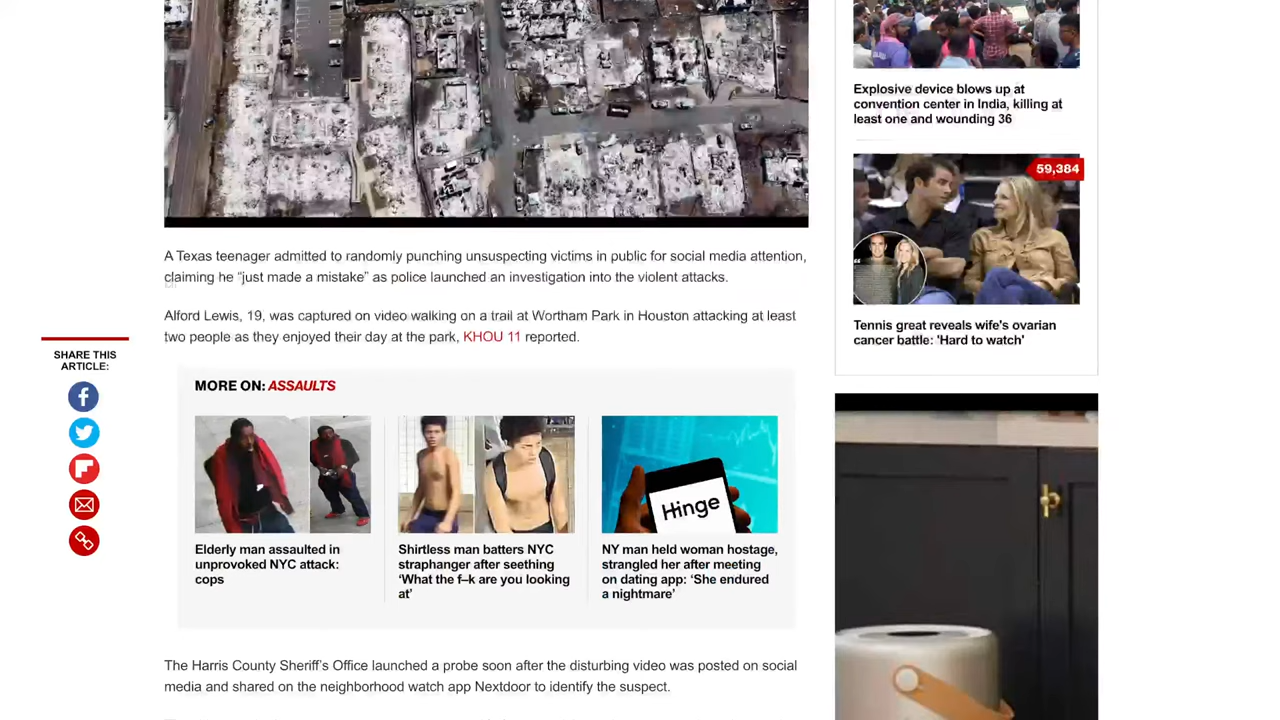 A Texas teenager admitted to randomly punching unsuspecting victims in public for social media attention,
claiming he “just made a mistake” as police launched an investigation into the violent attacks.
Alford Lewis, 19, was captured on video walking on a trail at Wortham Park in Houston attacking at least
two people as they enjoyed their day at the park, KHOU 11 reported.
SHARE THIS
ARTICLE:
MORE ON: ASSAULTS
Hinge
Elderly man assaulted in
unprovoked NYC attack:
cops
Shirtless man batters NYC
straphanger after seething
‘What the f–k are you looking
at’
NY man held woman hostage,
strangled her after meeting
on dating app: ‘She endured
a nightmare’
The Harris County Sheriff’s Office launched a probe soon after the disturbing video was posted on social
media and shared on the neighborhood watch app Nextdoor to identify the suspect.
Explosive device blows up at
convention center in India, killing at
least one and wounding 36
59,384
Tennis great reveals wife's ovarian
cancer battle: 'Hard to watch'